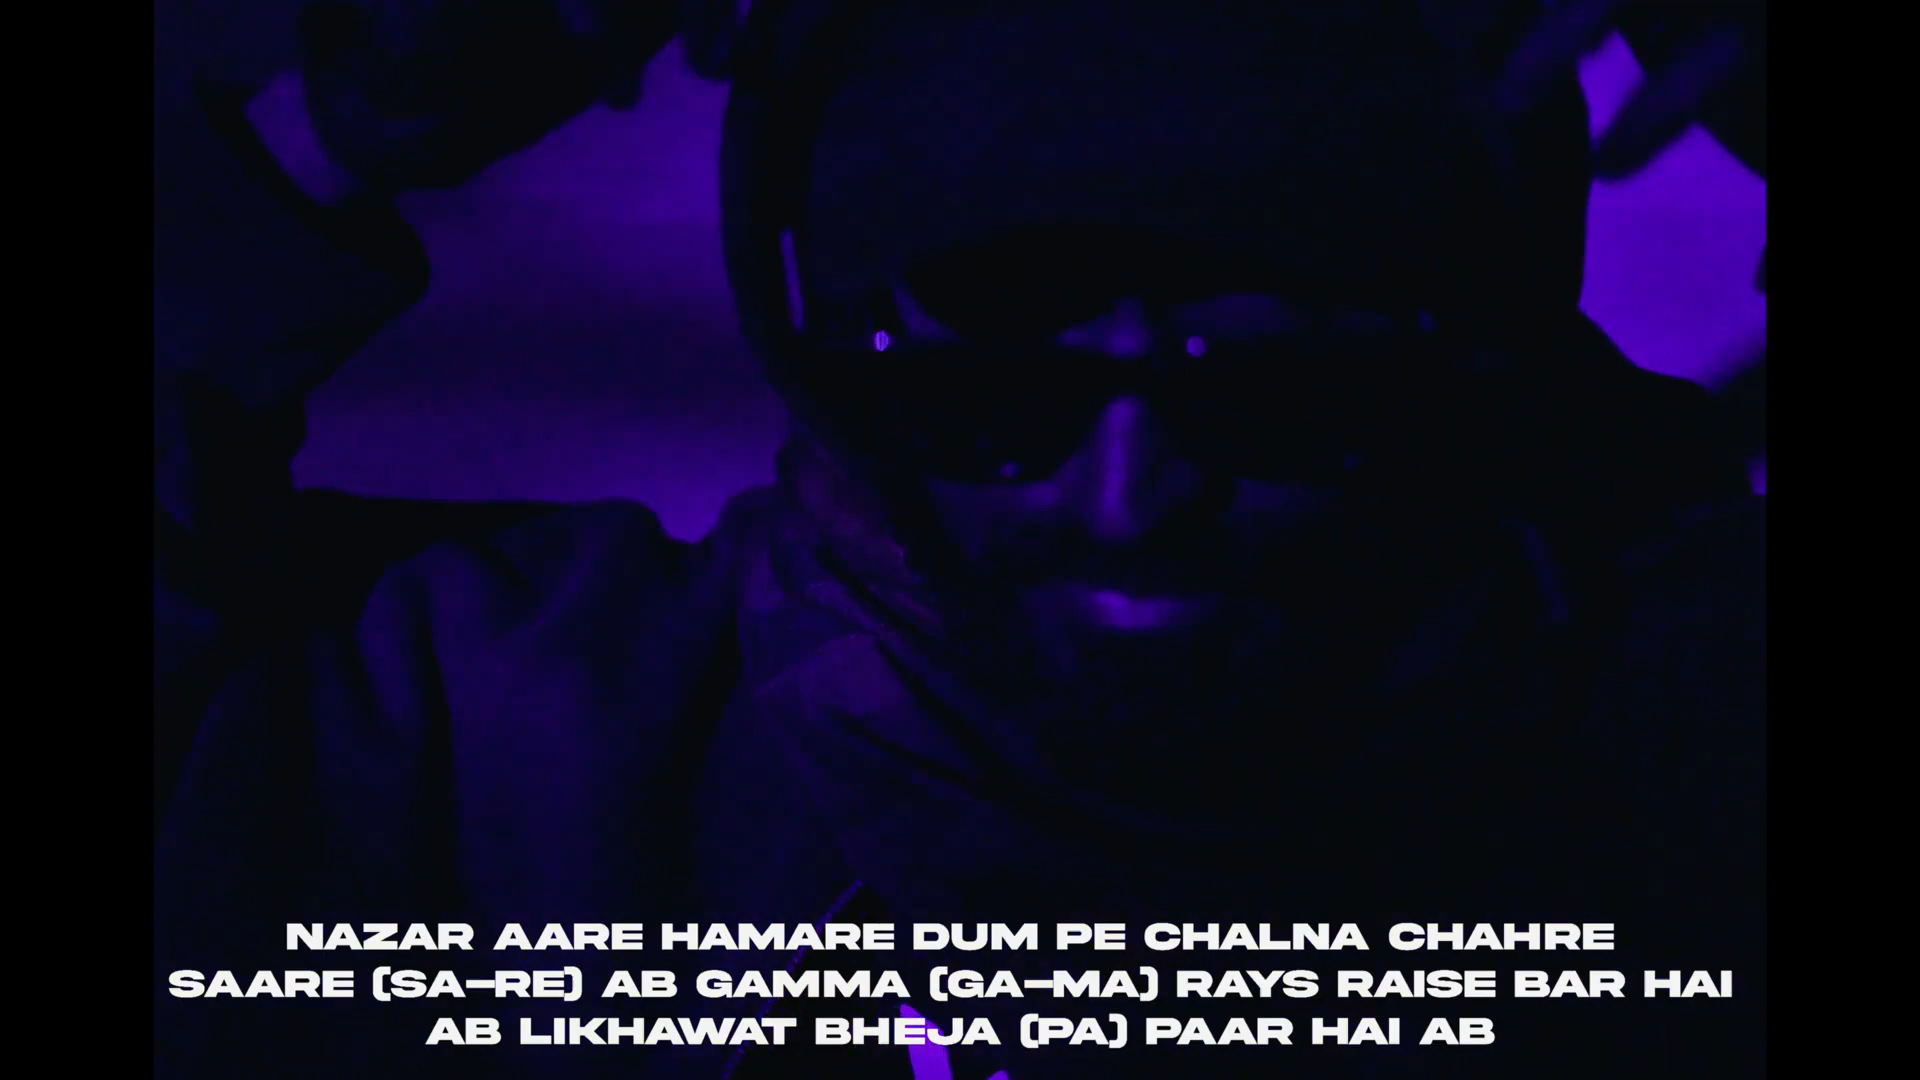 NAZAR AARE HAMARE DUM PE CHALNA CHAHRE
SAARE (SA-RE) AB GAMMA (GA-MA) RAYS RAISE BAR HAI
AB LIKHAWAT BHEJA (PA) PAAR HAI AB